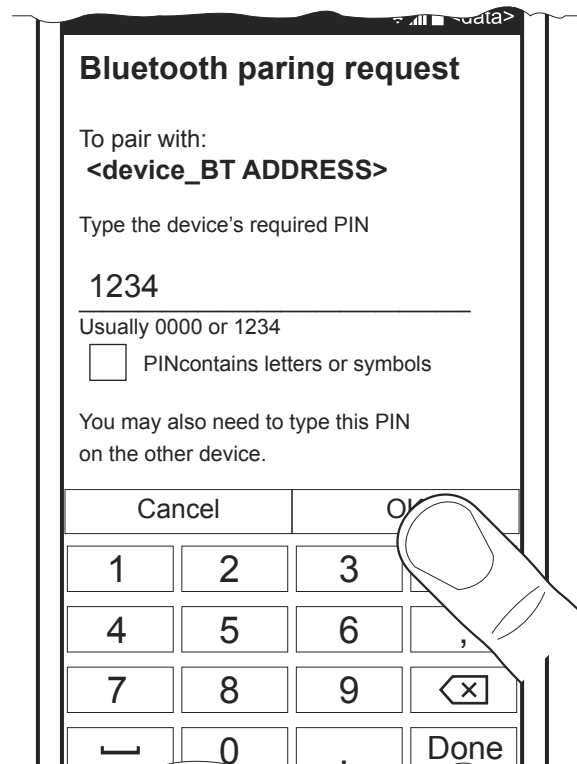 <data>
Bluetooth paring request
To pair with:
<device_BT ADDRESS>
Type the device's required PIN
1234
Usually 0000 or 1234
PINcontains letters or symbols
You may also need to type this PIN
on the other device.
Cancel OK
1 2 3
4 5 6 ,
7 8 9
0 . Done